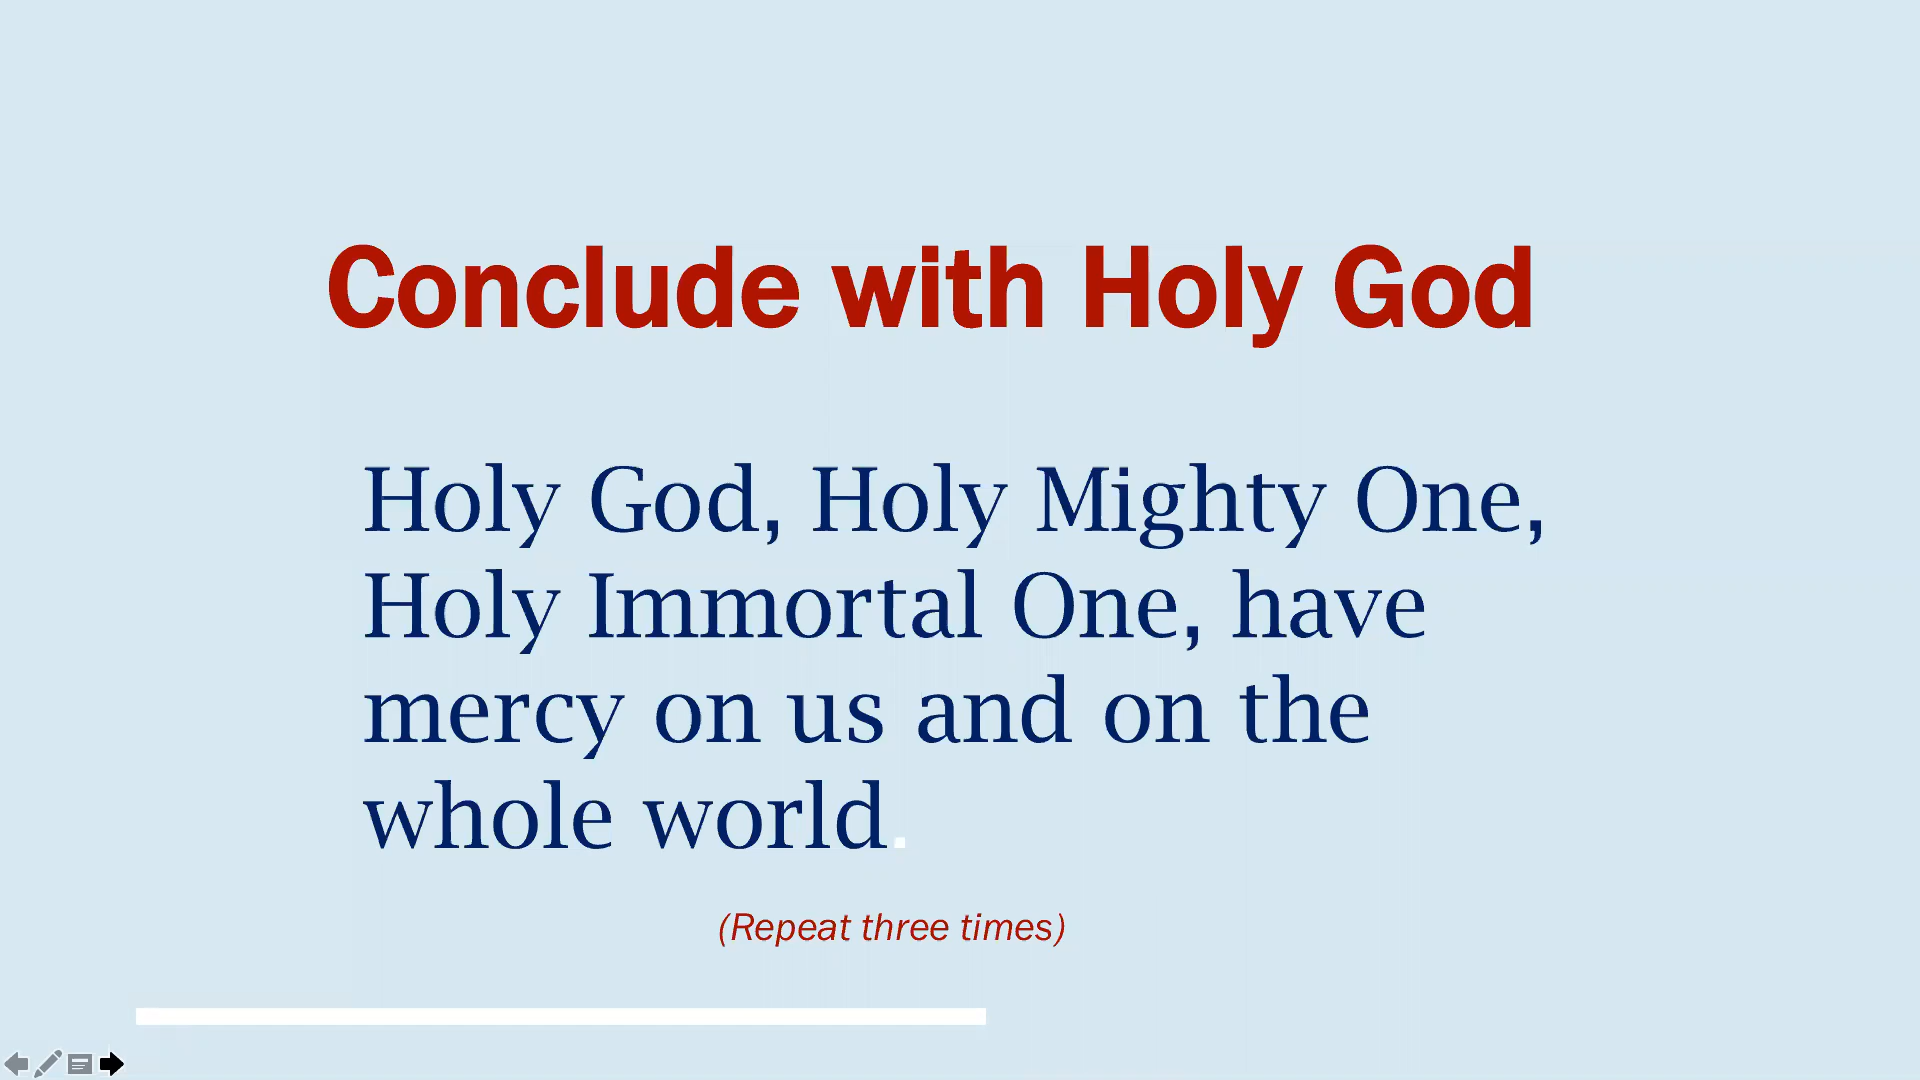 Conclude with Holy God
Holy God, Holy Mighty One,
Holy Immortal One, have
mercy on us and on the
whole world.
(Repeat three times)